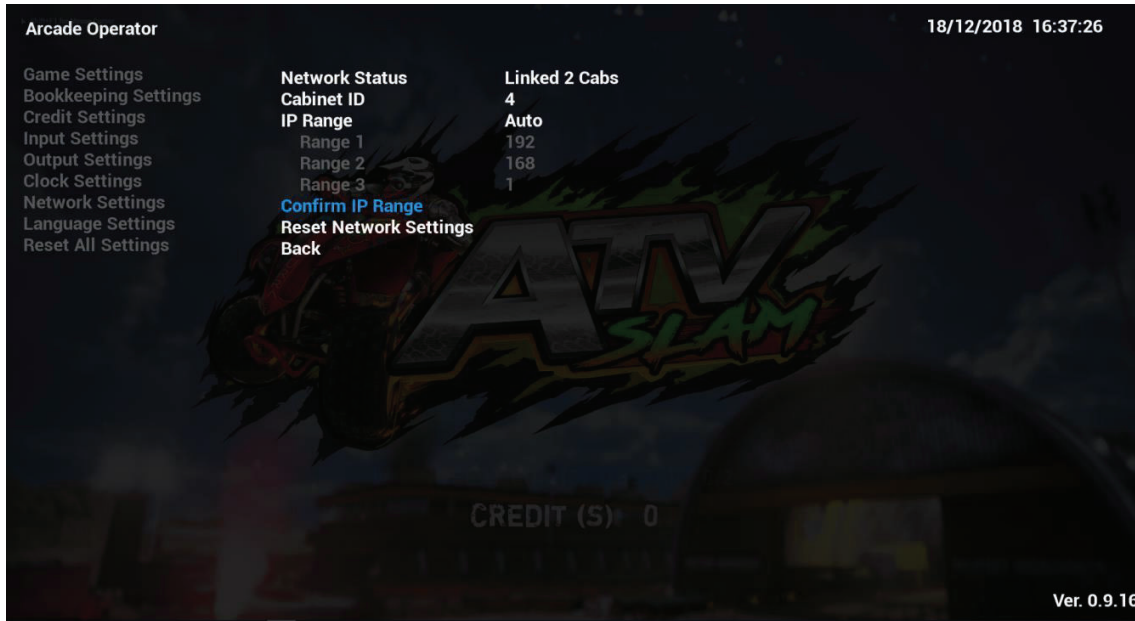 Arcade Operator
18/12/2018 16:37:26
Game Settings
Bookkeeping Settings
Credit Settings
Input Settings
Output Settings
Clock Settings
Network Settings
Language Settings
Reset All Settings
Network Status Linked 2 Cabs
Cabinet ID 4
IP Range Auto
Range 1 192
Range 2 168
Range 3 1
Confirm IP Range
Reset Network Settings
Back
ATV
SLAM
CREDIT (S) 0
Ver. 0.9.16